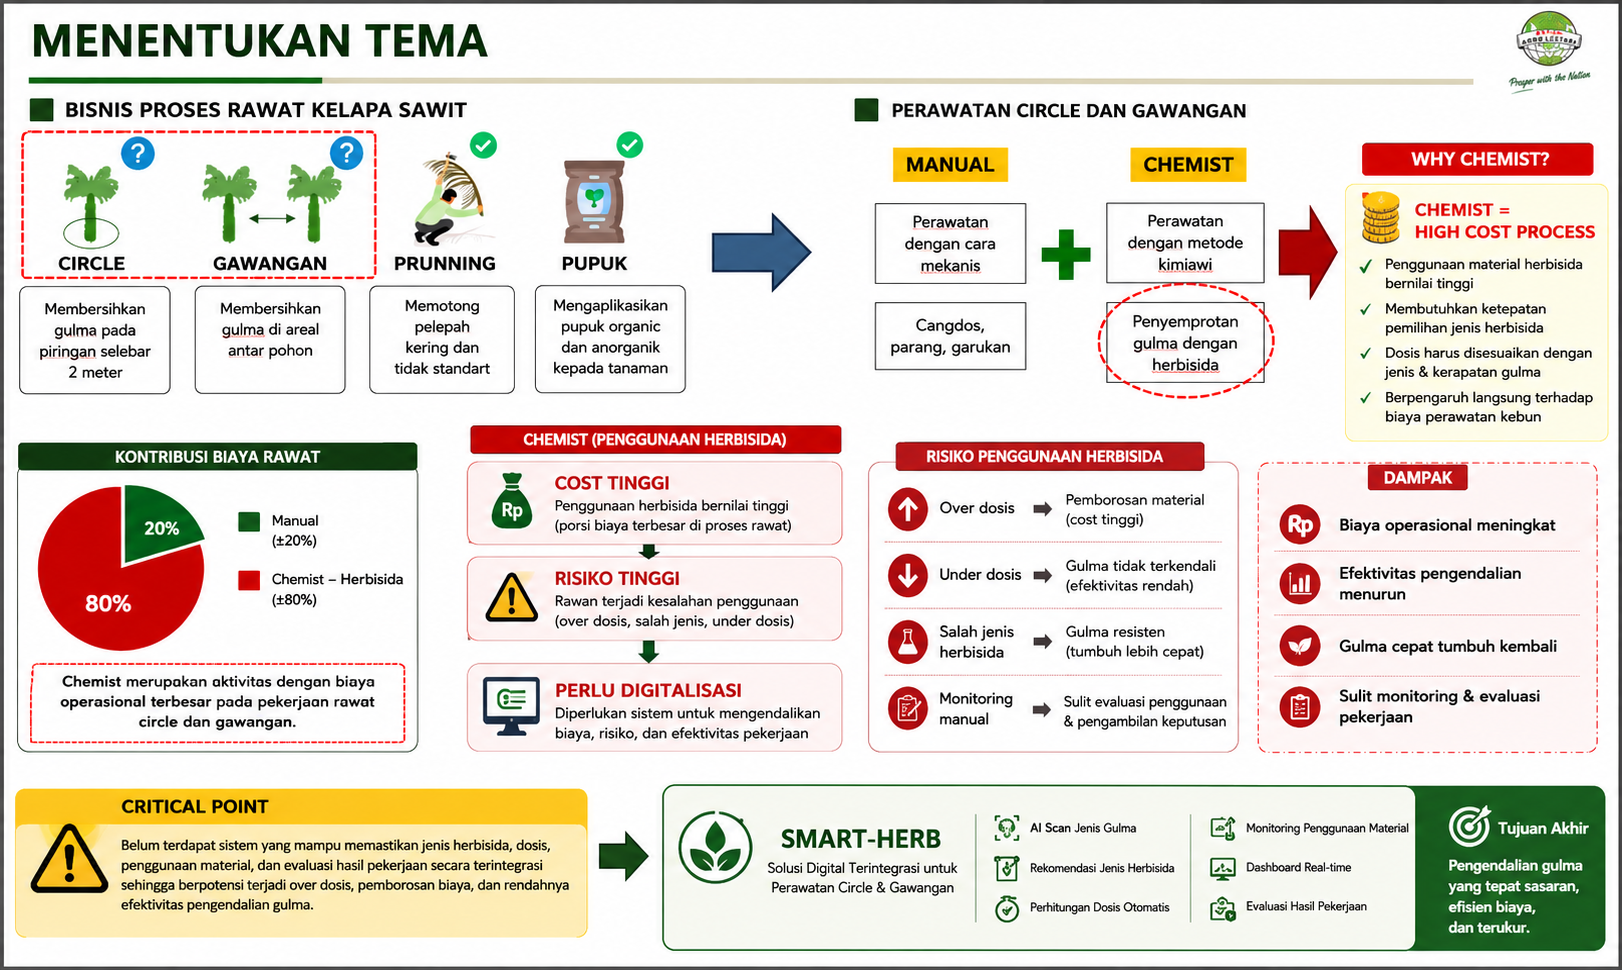 MENENTUKAN TEMA
Prosper with the Nation
BISNIS PROSES RAWAT KELAPA SAWIT
?
?
CIRCLE
GAWANGAN
PRUNNING
PUPUK
Membersihkan
gulma pada
piringan selebar
2 meter
Membersihkan
gulma di areal
antar pohon
Memotong
pelepah
kering dan
tidak standart
Mengaplikasikan
pupuk organic
dan anorganik
kepada tanaman
PERAWATAN CIRCLE DAN GAWANGAN
MANUAL
Perawatan
dengan cara
mekanis
Cangdos,
parang, garukan
CHEMIST
Perawatan
dengan metode
kimiawi
Penyemprotan
gulma dengan
herbisida
WHY CHEMIST?
CHEMIST =
HIGH COST PROCESS
Penggunaan material herbisida
bernilai tinggi
Membutuhkan ketepatan
pemilihan jenis herbisida
Dosis harus disesuaikan dengan
jenis & kerapatan gulma
Berpengaruh langsung terhadap
biaya perawatan kebun
KONTRIBUSI BIAYA RAWAT
20%
80%
Manual
(±20%)
Chemist – Herbisida
(±80%)
Chemist merupakan aktivitas dengan biaya
operasional terbesar pada pekerjaan rawat
circle dan gawangan.
CHEMIST (PENGGUNAAN HERBISIDA)
Rp
COST TINGGI
Penggunaan herbisida bernilai tinggi
(porsi biaya terbesar di proses rawat)
RISIKO TINGGI
Rawan terjadi kesalahan penggunaan
(over dosis, salah jenis, under dosis)
PERLU DIGITALISASI
Diperlukan sistem untuk mengendalikan
biaya, risiko, dan efektivitas pekerjaan
RISIKO PENGGUNAAN HERBISIDA
Over dosis
Pemborosan material
(cost tinggi)
Under dosis
Gulma tidak terkendali
(efektivitas rendah)
Salah jenis
herbisida
Gulma resisten
(tumbuh lebih cepat)
Monitoring
manual
Sulit evaluasi penggunaan
& pengambilan keputusan
DAMPAK
Rp
Biaya operasional meningkat
Efektivitas pengendalian
menurun
Gulma cepat tumbuh kembali
Sulit monitoring & evaluasi
pekerjaan
CRITICAL POINT
Belum terdapat sistem yang mampu memastikan jenis herbisida, dosis,
penggunaan material, dan evaluasi hasil pekerjaan secara terintegrasi
sehingga berpotensi terjadi over dosis, pemborosan biaya, dan rendahnya
efektivitas pengendalian gulma.
SMART-HERB
Solusi Digital Terintegrasi untuk
Perawatan Circle & Gawangan
AI Scan Jenis Gulma
Rekomendasi Jenis Herbisida
Perhitungan Dosis Otomatis
Monitoring Penggunaan Material
Dashboard Real-time
Evaluasi Hasil Pekerjaan
Tujuan Akhir
Pengendalian gulma
yang tepat sasaran,
efisien biaya,
dan terukur.